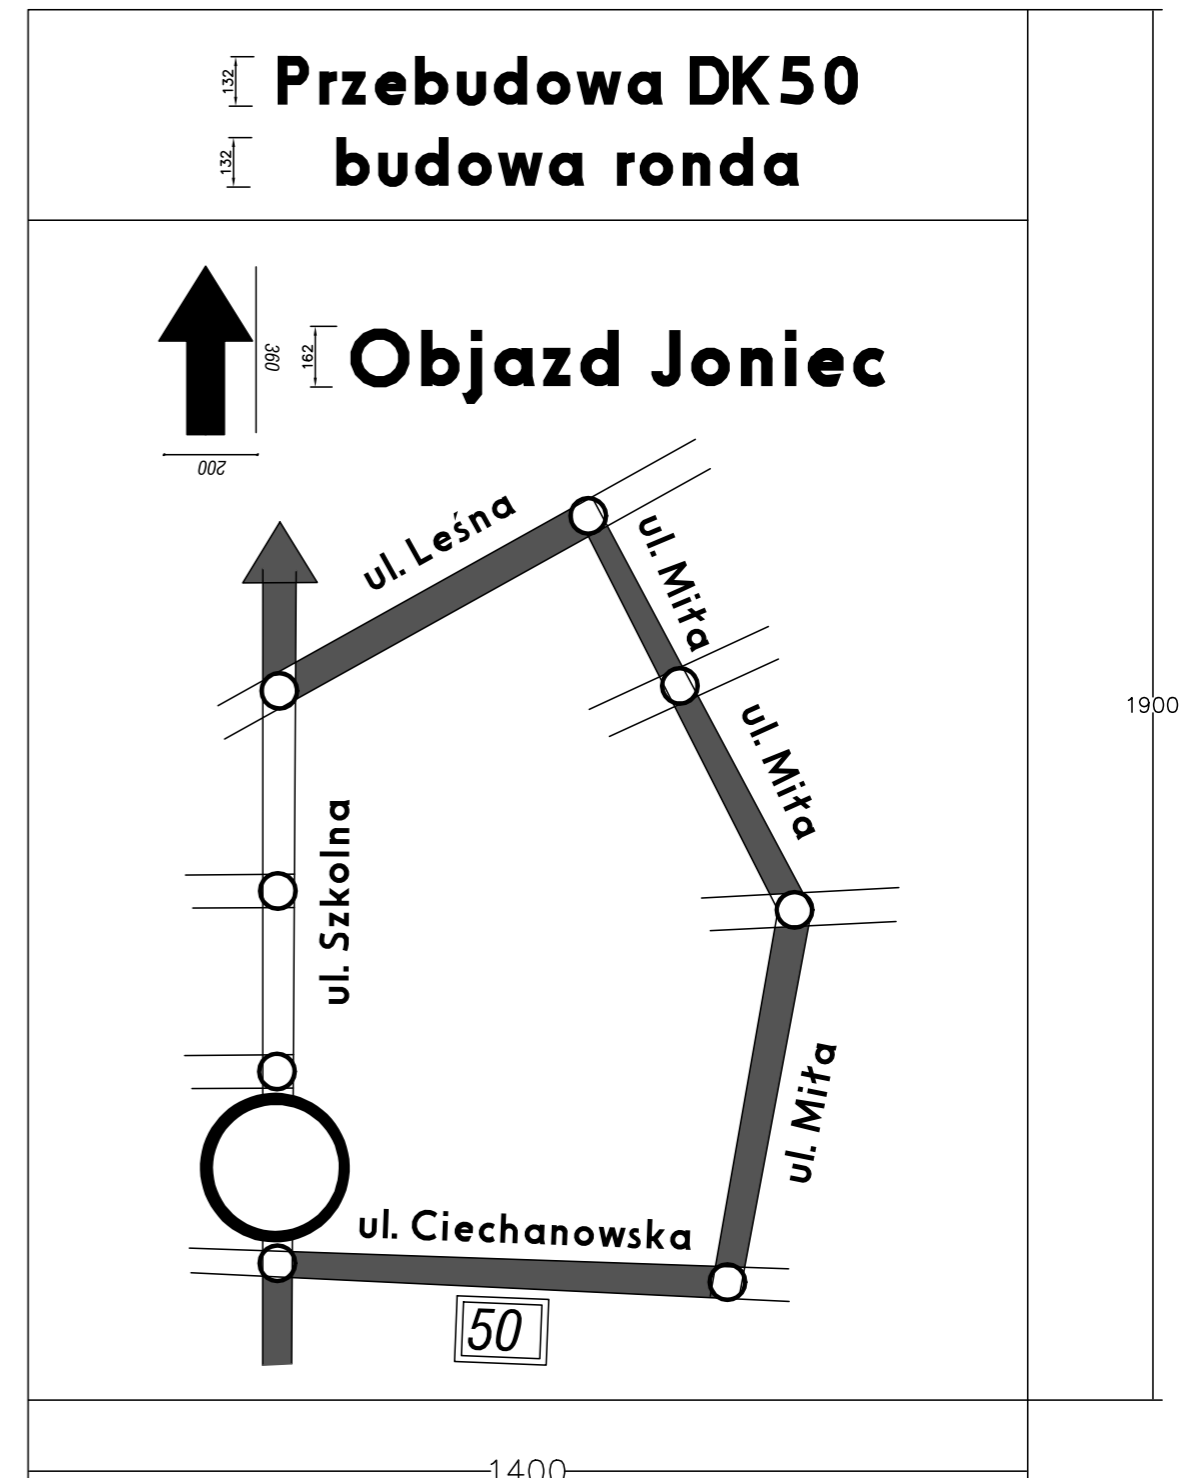 132
Przebudowa DK50
132
budowa ronda
360
162
Objazd Joniec
200
ul. Leśna
ul. Miła
ul. Miła
1900
ul. Szkolna
ul. Miła
ul. Ciechanowska
50
1400